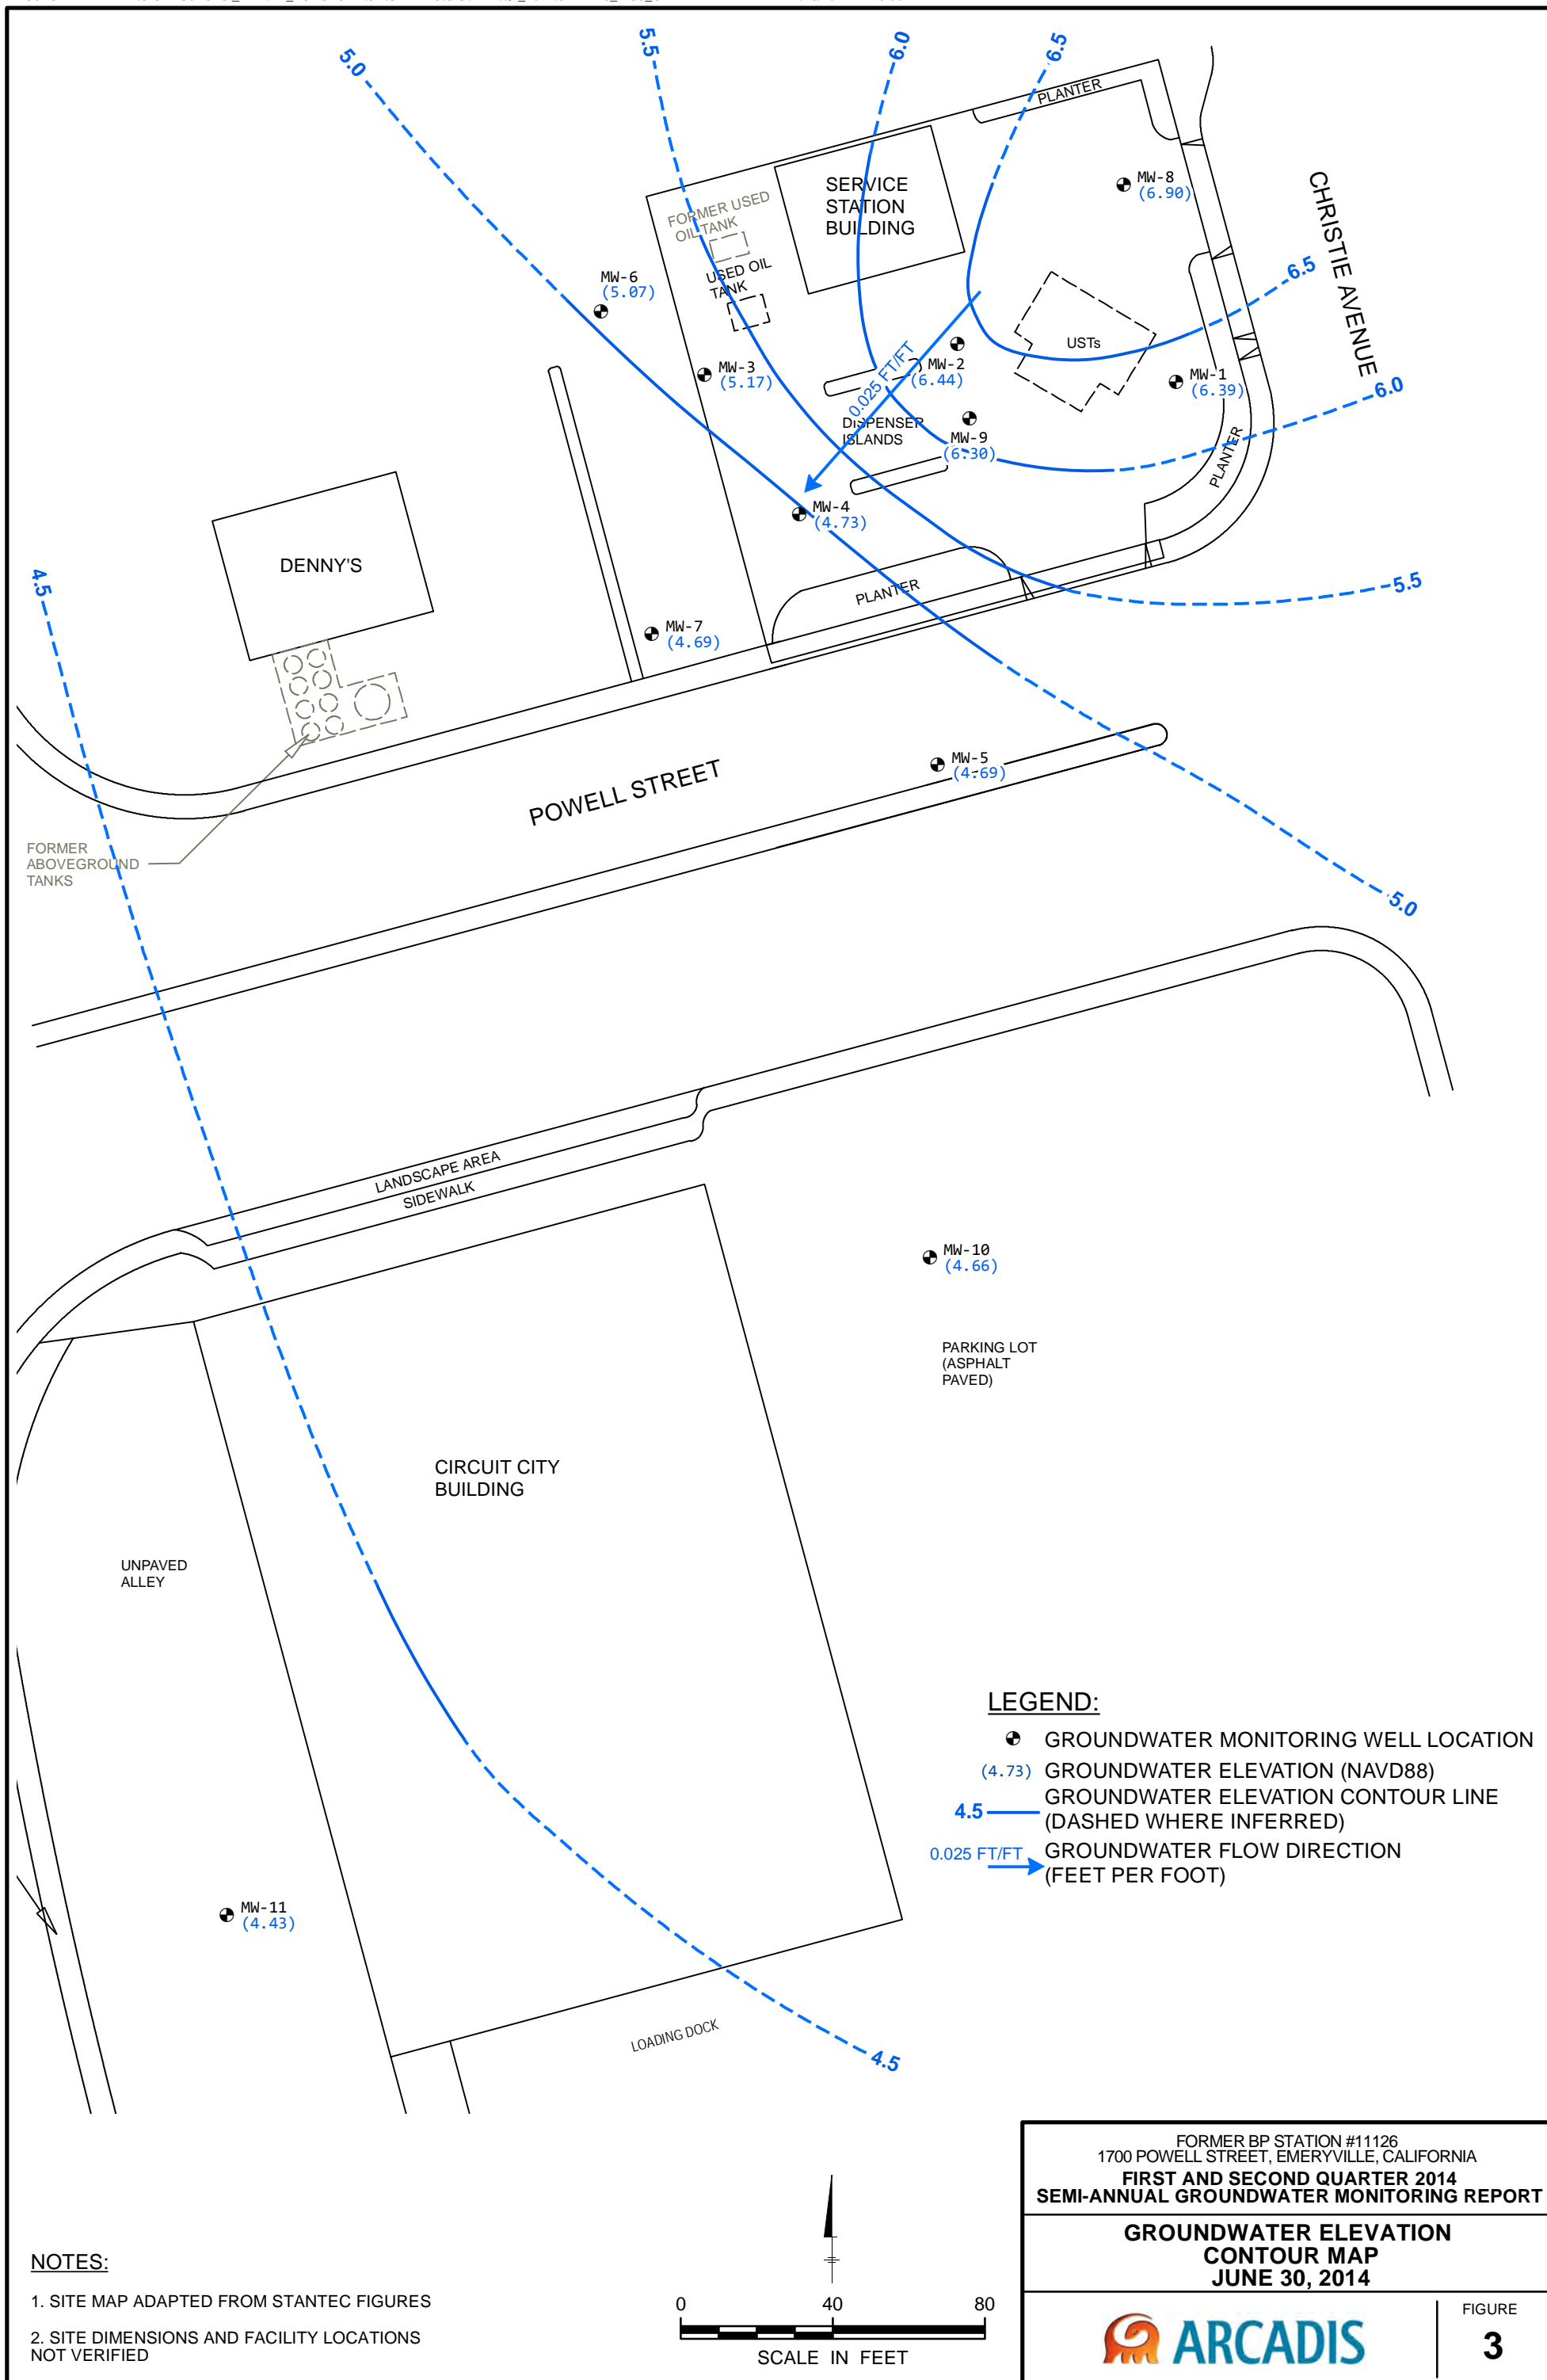 5.0
5.5
6.0
6.5
PLANTER
SERVICE
STATION
BUILDING
MW-8
(6.90)
CHRISTIE AVENUE
FORMER USED
OIL TANK
USED OIL
TANK
MW-6
(5.07)
6.5
USTs
MW-3
(5.17)
0.025 FT/FT
MW-2
(6.44)
MW-1
(6.39)
6.0
DISPENSER
ISLANDS
MW-9
(6.30)
PLANTER
MW-4
(4.73)
DENNY'S
4.5
PLANTER
5.5
MW-7
(4.69)
POWELL STREET
MW-5
(4.69)
FORMER
ABOVEGROUND
TANKS
5.0
LANDSCAPE AREA
SIDEWALK
MW-10
(4.66)
PARKING LOT
(ASPHALT
PAVED)
CIRCUIT CITY
BUILDING
UNPAVED
ALLEY
MW-11
(4.43)
LOADING DOCK
4.5
LEGEND:
GROUNDWATER MONITORING WELL LOCATION
(4.73) GROUNDWATER ELEVATION (NAVD88)
4.5 GROUNDWATER ELEVATION CONTOUR LINE
(DASHED WHERE INFERRED)
0.025 FT/FT GROUNDWATER FLOW DIRECTION
(FEET PER FOOT)
NOTES:
1. SITE MAP ADAPTED FROM STANTEC FIGURES
2. SITE DIMENSIONS AND FACILITY LOCATIONS
NOT VERIFIED
0 40 80
SCALE IN FEET
FORMER BP STATION #11126
1700 POWELL STREET, EMERYVILLE, CALIFORNIA
FIRST AND SECOND QUARTER 2014
SEMI-ANNUAL GROUNDWATER MONITORING REPORT
GROUNDWATER ELEVATION
CONTOUR MAP
JUNE 30, 2014
ARCADIS
FIGURE
3